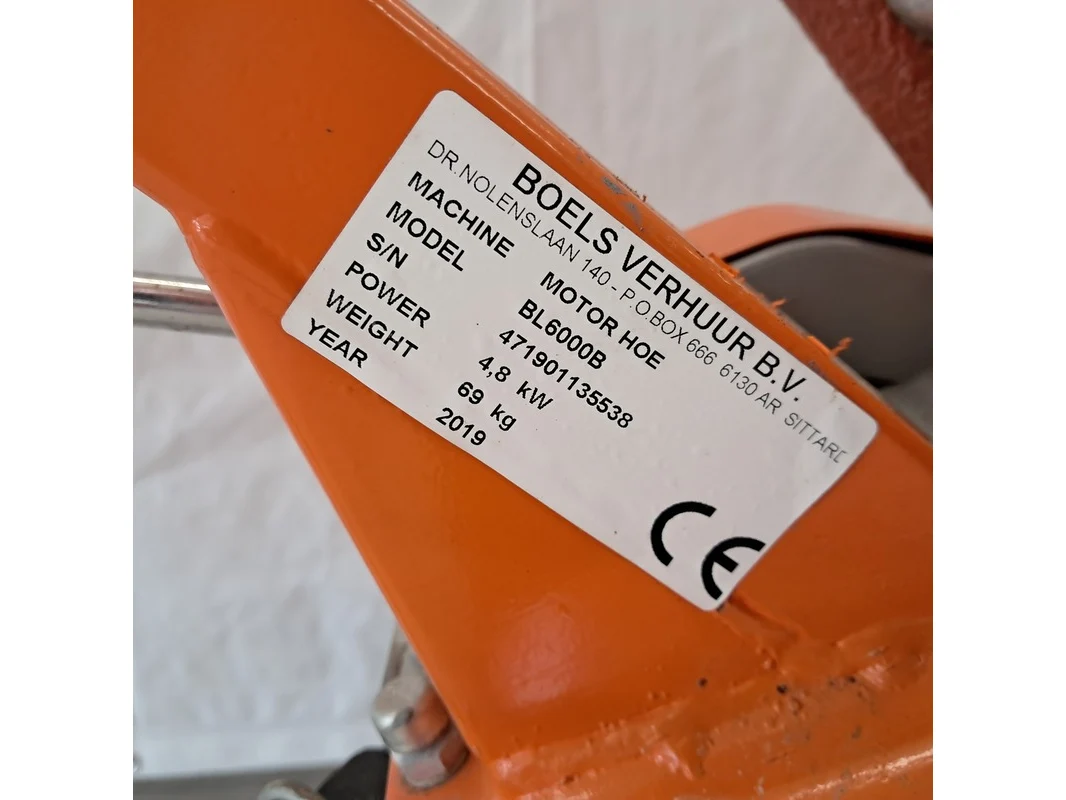 BOELS VERHUUR B.V.
DR.NOLENSLAAN 140 - P.O.BOX 666 6130 AR SITTARD
MACHINE MOTOR HOE
MODEL BL6000B
S/N 471901135538
POWER 4,8 kW
WEIGHT 69 kg
YEAR 2019
CE